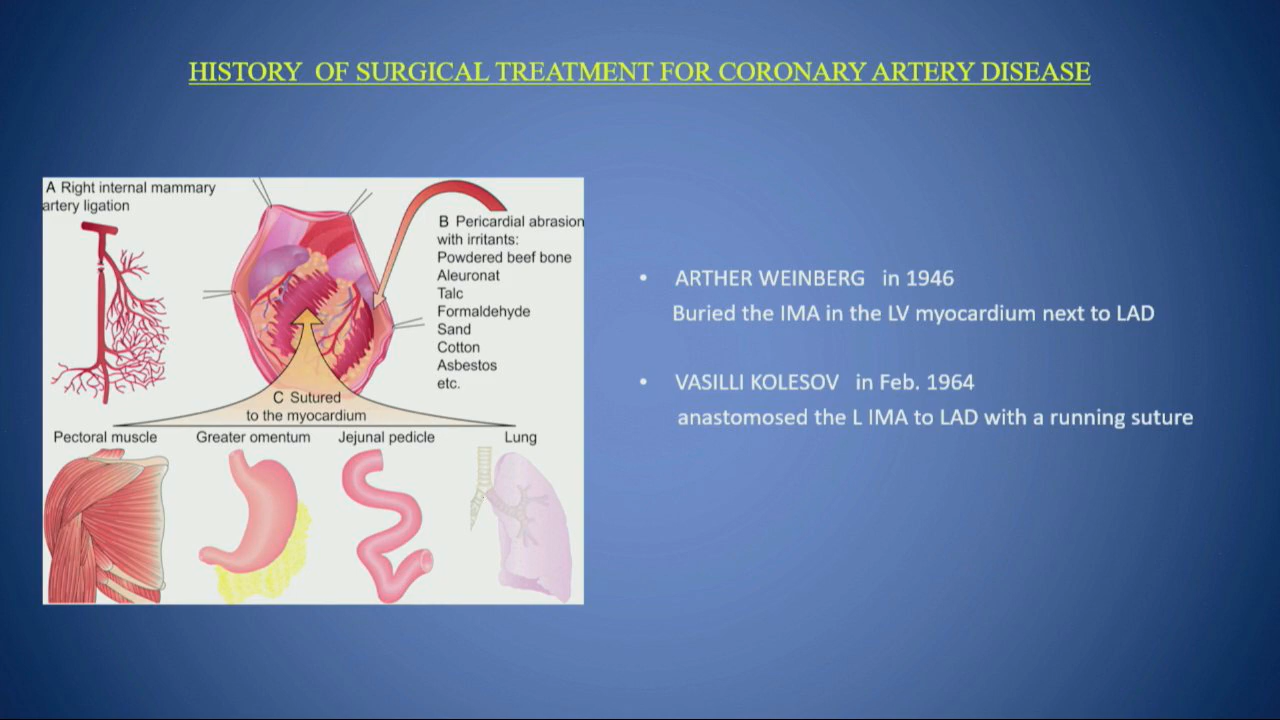 HISTORY OF SURGICAL TREATMENT FOR CORONARY ARTERY DISEASE
A Right internal mammary
artery ligation
B Pericardial abrasion
with irritants:
Powdered beef bone
Aleuronat
Talc
Formaldehyde
Sand
Cotton
Asbestos
etc.
C Sutured
to the myocardium
Pectoral muscle
Greater omentum
Jejunal pedicle
Lung
• ARTHER WEINBERG in 1946
Buried the IMA in the LV myocardium next to LAD
• VASILLI KOLESOV in Feb. 1964
anastomosed the L IMA to LAD with a running suture